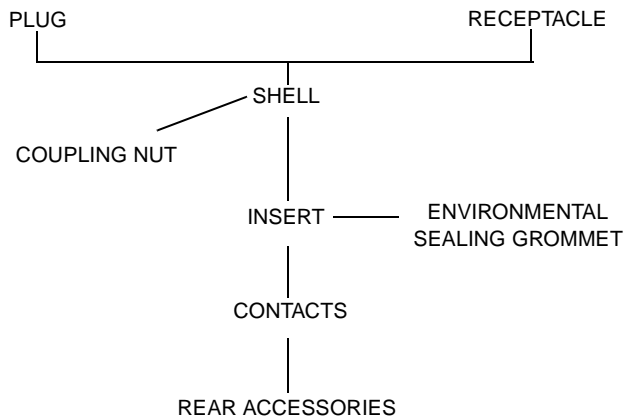 PLUG
RECEPTACLE
SHELL
COUPLING NUT
INSERT
ENVIRONMENTAL
SEALING GROMMET
CONTACTS
REAR ACCESSORIES